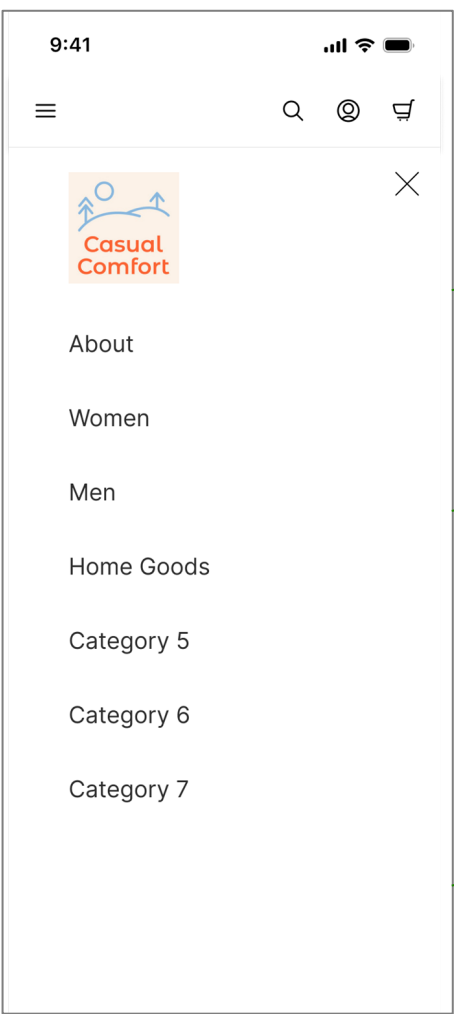 9:41
Casual
Comfort
About
Women
Men
Home Goods
Category 5
Category 6
Category 7